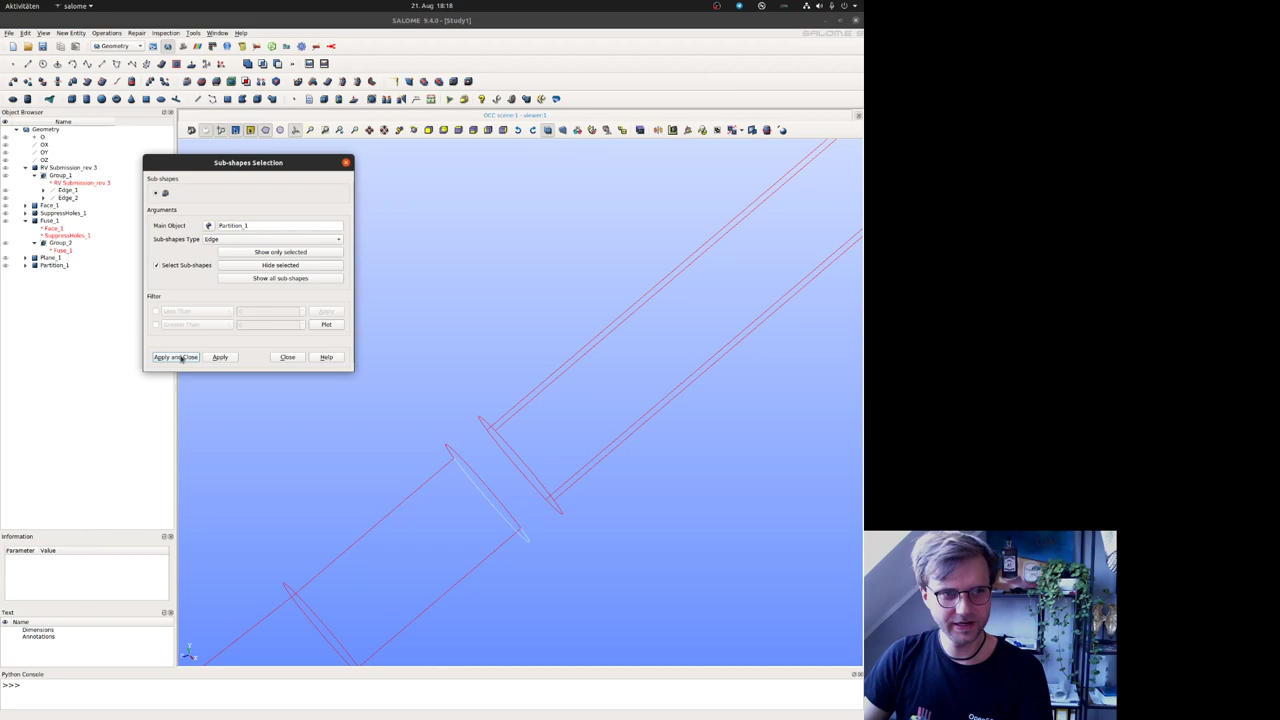 Aktivitäten
salome
21. Aug 18:18
SALOME 9.4.0 - [Study1]
File Edit View New Entity Operations Repair Inspection Tools Window Help
Geometry
SALOME 9
Object Browser
OCC scene:1 - viewer:1
Name
Geometry
O
OX
OY
OZ
RV Submission_rev 3
Group_1
* RV Submission_rev 3
Edge_1
Edge_2
Face_1
SuppressHoles_1
Fuse_1
* Face_1
* SuppressHoles_1
Group_2
* Fuse_1
Plane_1
Partition_1
Sub-shapes Selection
Sub-shapes
Arguments
Main Object
Partition_1
Sub-shapes Type
Edge
Show only selected
Select Sub-shapes
Hide selected
Show all sub-shapes
Filter
Less Than
0
Apply
Greater Than
0
Plot
Apply and Close
Apply
Close
Help
Y
X
Information
Parameter Value
Text
Name
Dimensions
Annotations
Python Console
>>>